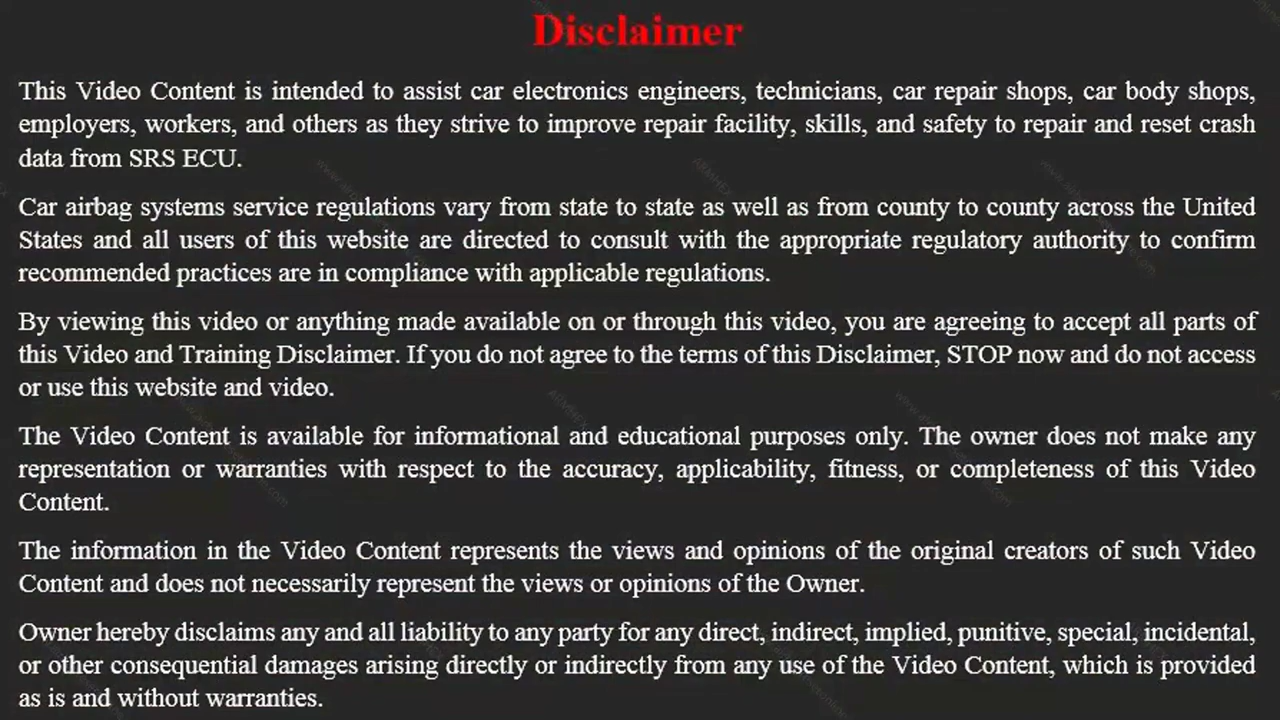 Disclaimer
This Video Content is intended to assist car electronics engineers, technicians, car repair shops, car body shops,
employers, workers, and others as they strive to improve repair facility, skills, and safety to repair and reset crash
data from SRS ECU.
Car airbag systems service regulations vary from state to state as well as from county to county across the United
States and all users of this website are directed to consult with the appropriate regulatory authority to confirm
recommended practices are in compliance with applicable regulations.
By viewing this video or anything made available on or through this video, you are agreeing to accept all parts of
this Video and Training Disclaimer. If you do not agree to the terms of this Disclaimer, STOP now and do not access
or use this website and video.
The Video Content is available for informational and educational purposes only. The owner does not make any
representation or warranties with respect to the accuracy, applicability, fitness, or completeness of this Video
Content.
The information in the Video Content represents the views and opinions of the original creators of such Video
Content and does not necessarily represent the views or opinions of the Owner.
Owner hereby disclaims any and all liability to any party for any direct, indirect, implied, punitive, special, incidental,
or other consequential damages arising directly or indirectly from any use of the Video Content, which is provided
as is and without warranties.